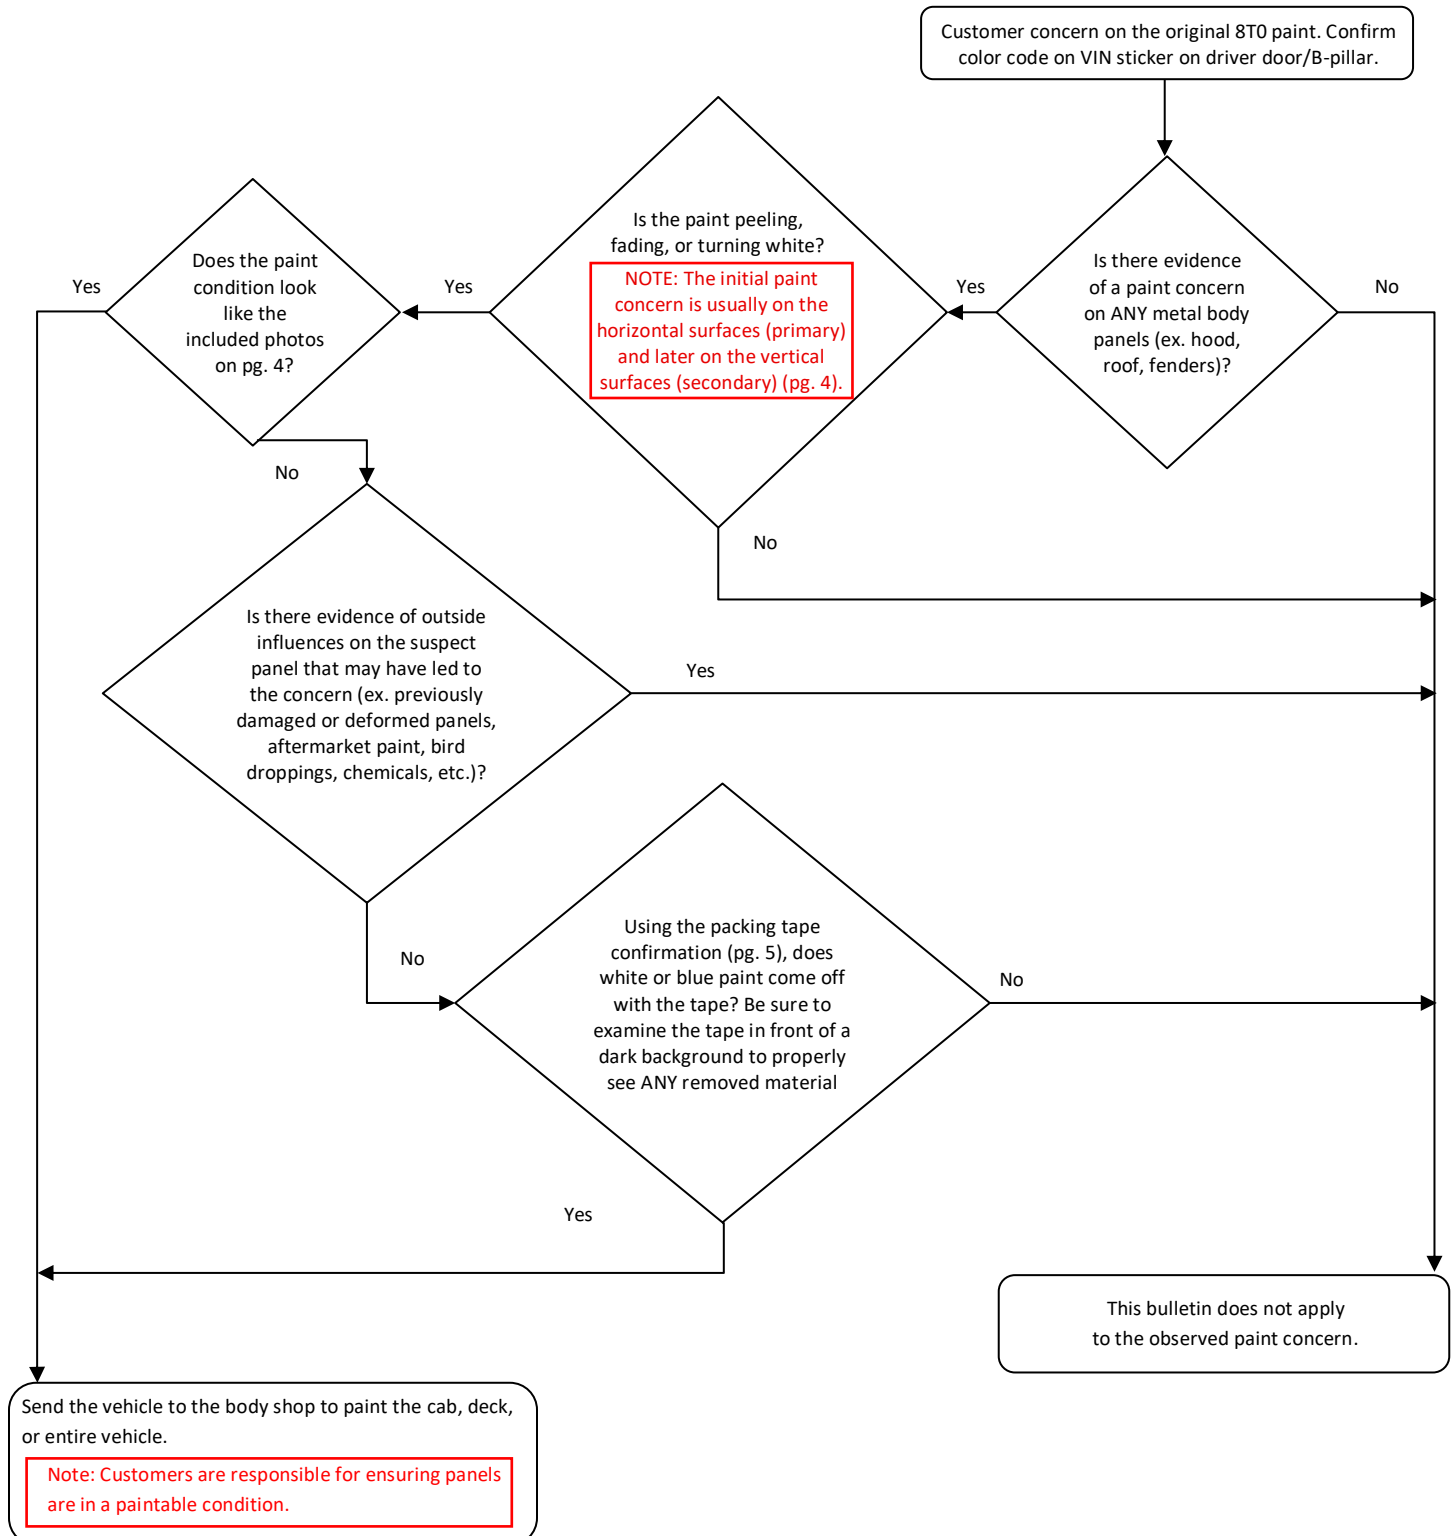 Customer concern on the original 8T0 paint. Confirm
color code on VIN sticker on driver door/B-pillar.
Is there evidence
of a paint concern
on ANY metal body
panels (ex. hood,
roof, fenders)?
Yes
No
Is the paint peeling,
fading, or turning white?
NOTE: The initial paint
concern is usually on the
horizontal surfaces (primary)
and later on the vertical
surfaces (secondary) (pg. 4).
Yes
No
Does the paint
condition look
like the
included photos
on pg. 4?
Yes
No
Is there evidence of outside
influences on the suspect
panel that may have led to
the concern (ex. previously
damaged or deformed panels,
aftermarket paint, bird
droppings, chemicals, etc.)?
Yes
No
Using the packing tape
confirmation (pg. 5), does
white or blue paint come off
with the tape? Be sure to
examine the tape in front of a
dark background to properly
see ANY removed material
No
Yes
This bulletin does not apply
to the observed paint concern.
Send the vehicle to the body shop to paint the cab, deck,
or entire vehicle.
Note: Customers are responsible for ensuring panels
are in a paintable condition.